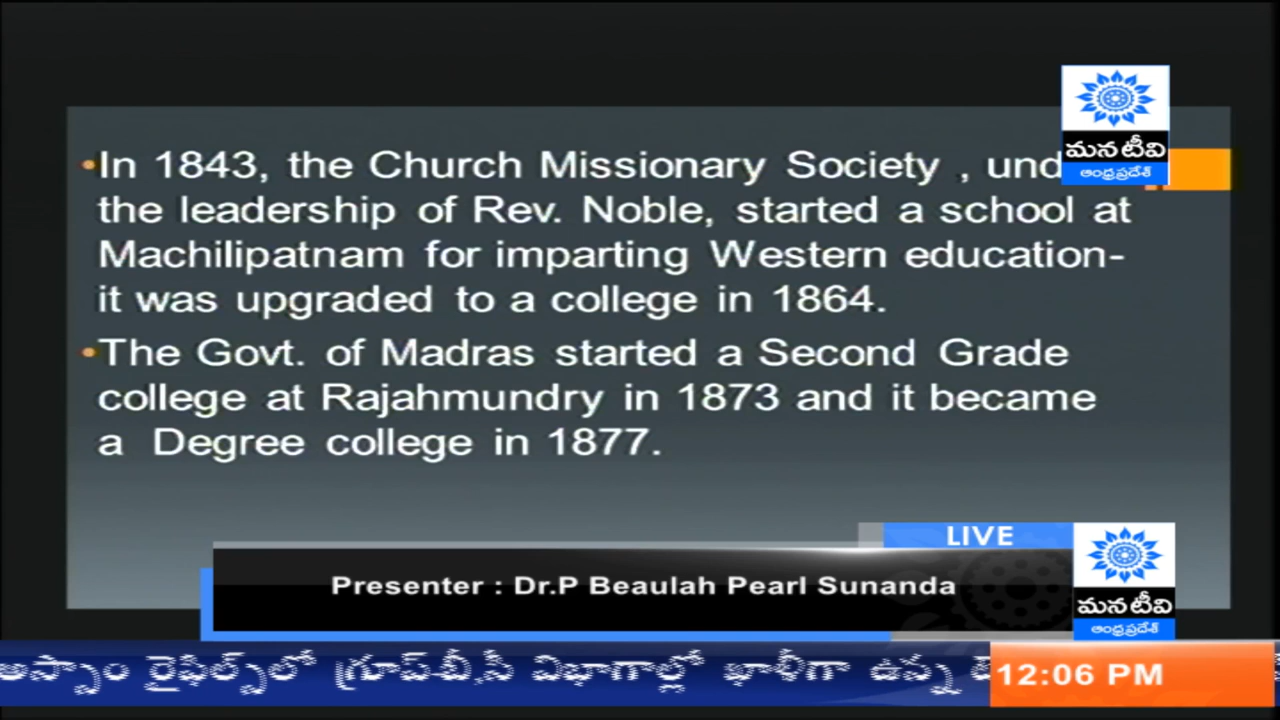 •In 1843, the Church Missionary Society , und
the leadership of Rev. Noble, started a school at
Machilipatnam for imparting Western education-
it was upgraded to a college in 1864.
•The Govt. of Madras started a Second Grade
college at Rajahmundry in 1873 and it became
a Degree college in 1877.
మన టీవి
ఆంధ్రప్రదేశ్
LIVE
Presenter : Dr.P Beaulah Pearl Sunanda
మన టీవి
ఆంధ్రప్రదేశ్
అస్సాం రైఫిల్స్‌లో గ్రూప్‌బీ,సీ విభాగాల్లో ఖాళీగా ఉన్న
12:06 PM